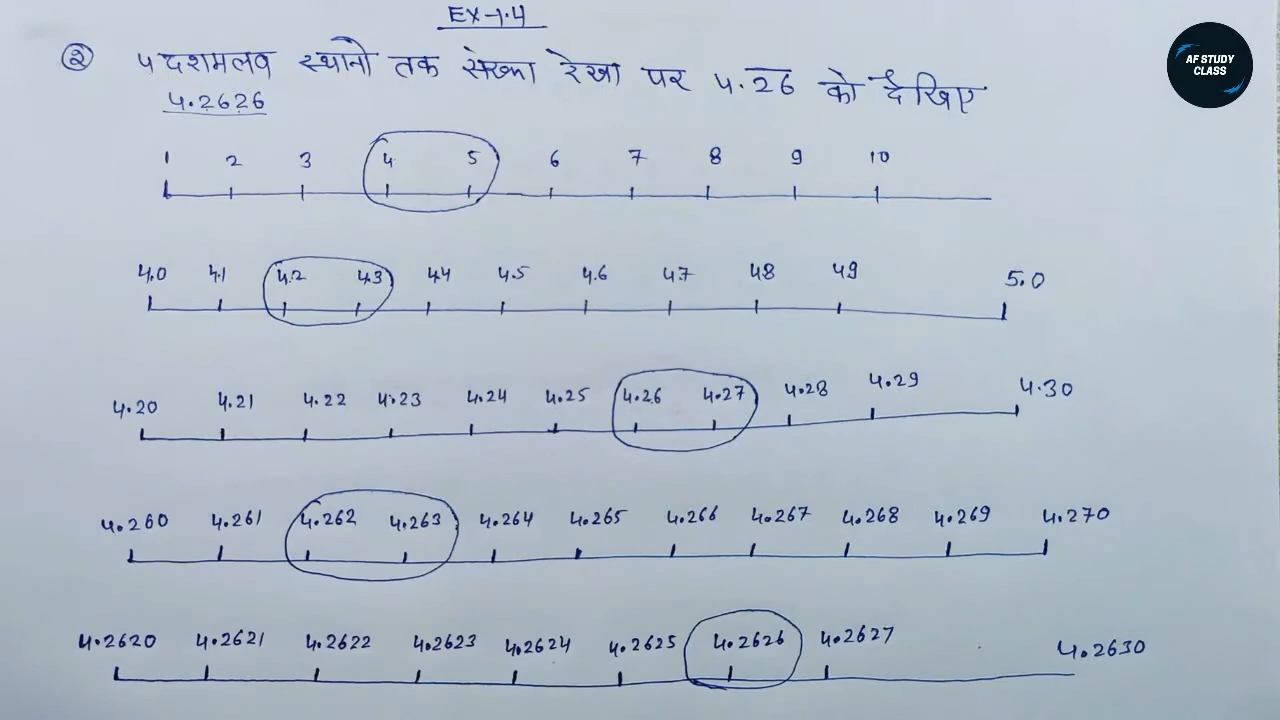 EX-1.4
② ५ दशमलव स्थानों तक संख्या रेखा पर 4.2̅6̅ को देखिए
4.2626
AF STUDY
CLASS
1 2 3 4 5 6 7 8 9 10
4.0 4.1 4.2 4.3 4.4 4.5 4.6 4.7 4.8 4.9 5.0
4.20 4.21 4.22 4.23 4.24 4.25 4.26 4.27 4.28 4.29 4.30
4.260 4.261 4.262 4.263 4.264 4.265 4.266 4.267 4.268 4.269 4.270
4.2620 4.2621 4.2622 4.2623 4.2624 4.2625 4.2626 4.2627 4.2630